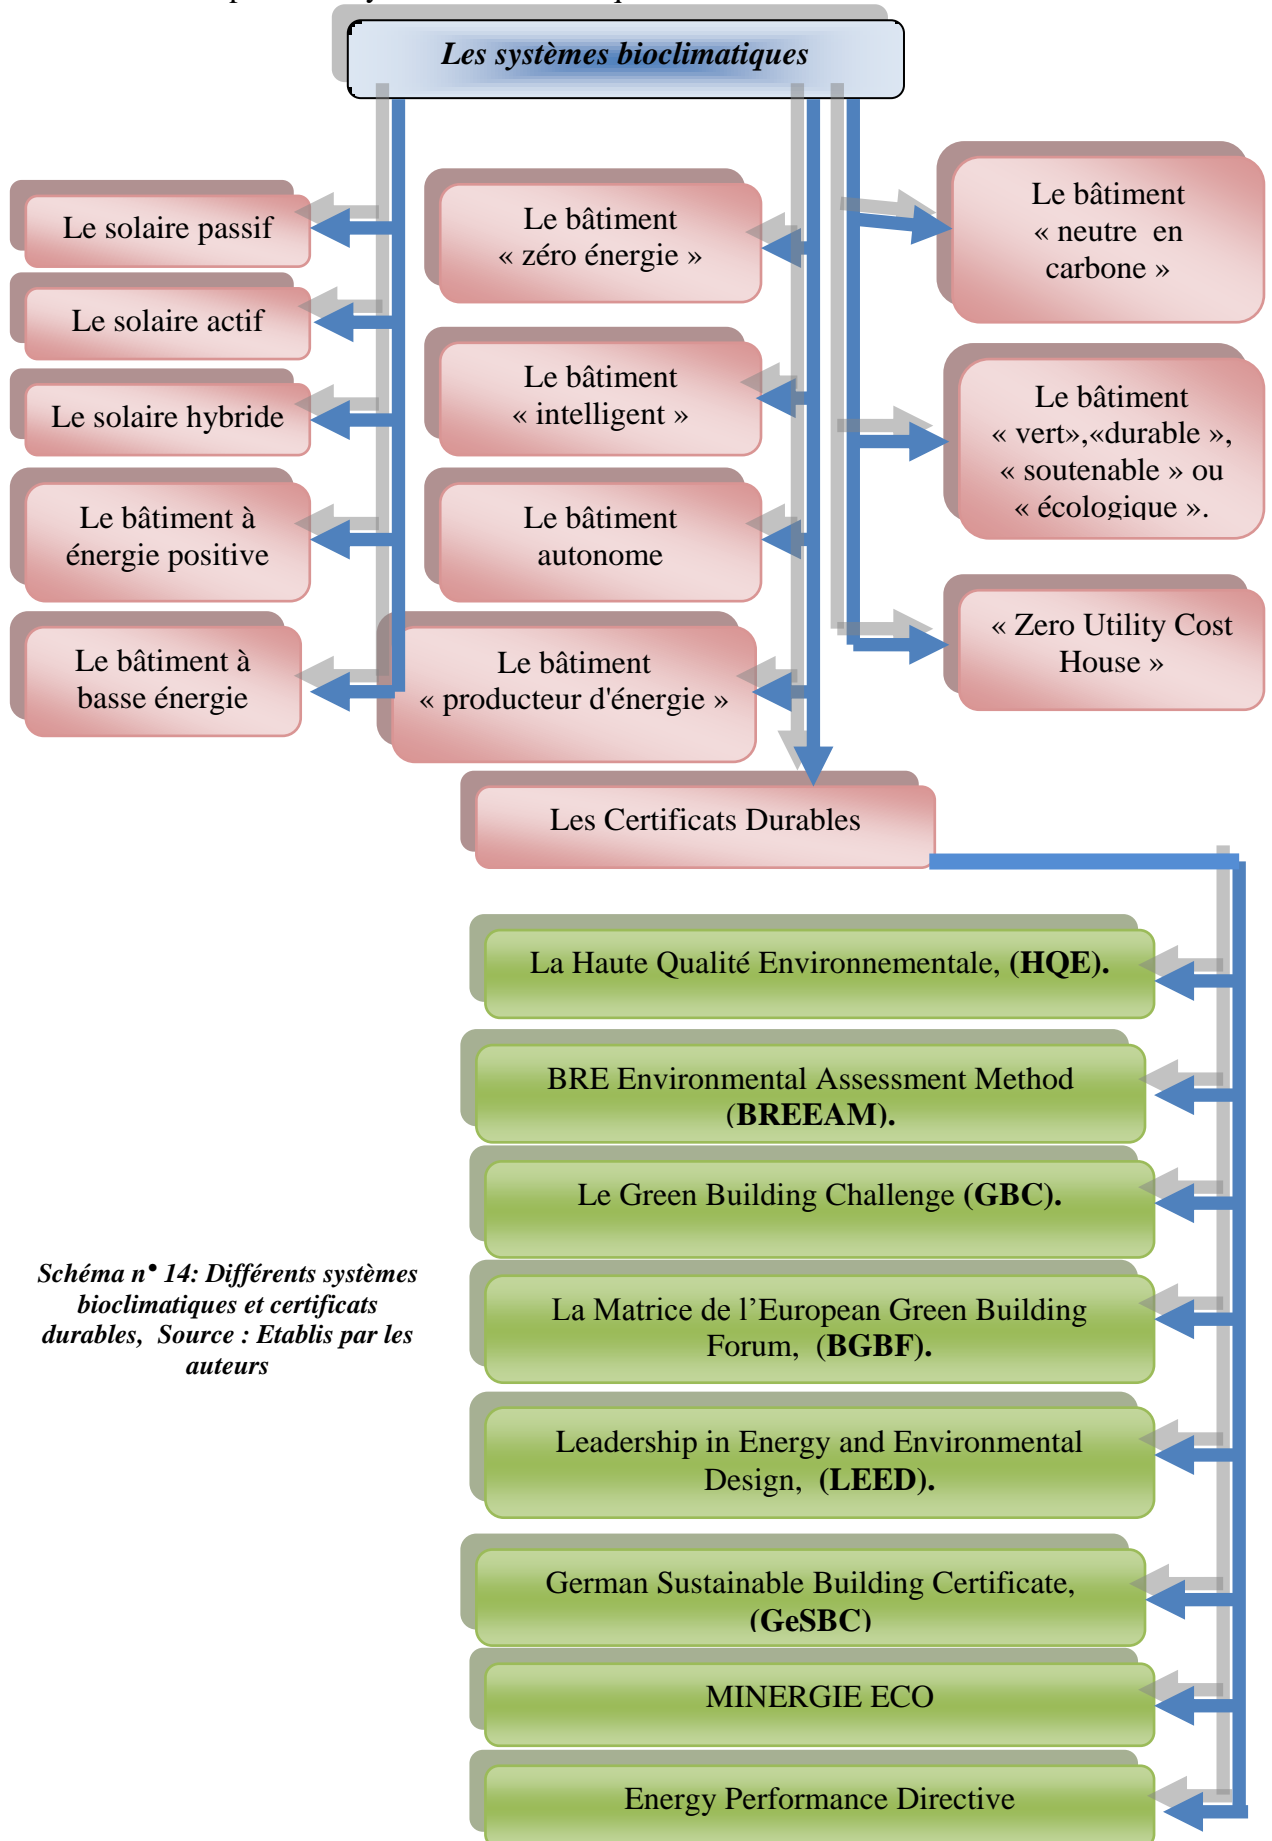 Les systèmes bioclimatiques
Le solaire passif
Le solaire actif
Le solaire hybride
Le bâtiment à
énergie positive
Le bâtiment à
basse énergie
Le bâtiment
« zéro énergie »
Le bâtiment
« intelligent »
Le bâtiment
autonome
Le bâtiment
« producteur d'énergie »
Le bâtiment
« neutre en
carbone »
Le bâtiment
« vert»,«durable »,
« soutenable » ou
« écologique ».
« Zero Utility Cost
House »
Les Certificats Durables
La Haute Qualité Environnementale, (HQE).
BRE Environmental Assessment Method
(BREEAM).
Le Green Building Challenge (GBC).
La Matrice de l’European Green Building
Forum, (BGBF).
Leadership in Energy and Environmental
Design, (LEED).
German Sustainable Building Certificate,
(GeSBC)
MINERGIE ECO
Energy Performance Directive
Schéma n° 14: Différents systèmes
bioclimatiques et certificats
durables, Source : Etablis par les
auteurs